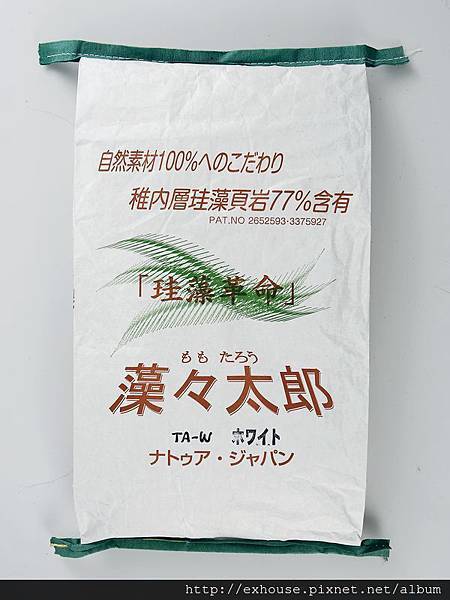 自然素材100%へのこだわり
稚内層珪藻頁岩77%含有
PAT.NO 2652593・3375927
「珪藻革命」
もも たろう
藻々太郎
TA-W ホワイト
ナトゥア・ジャパン
http://exhouse.pixnet.net/album